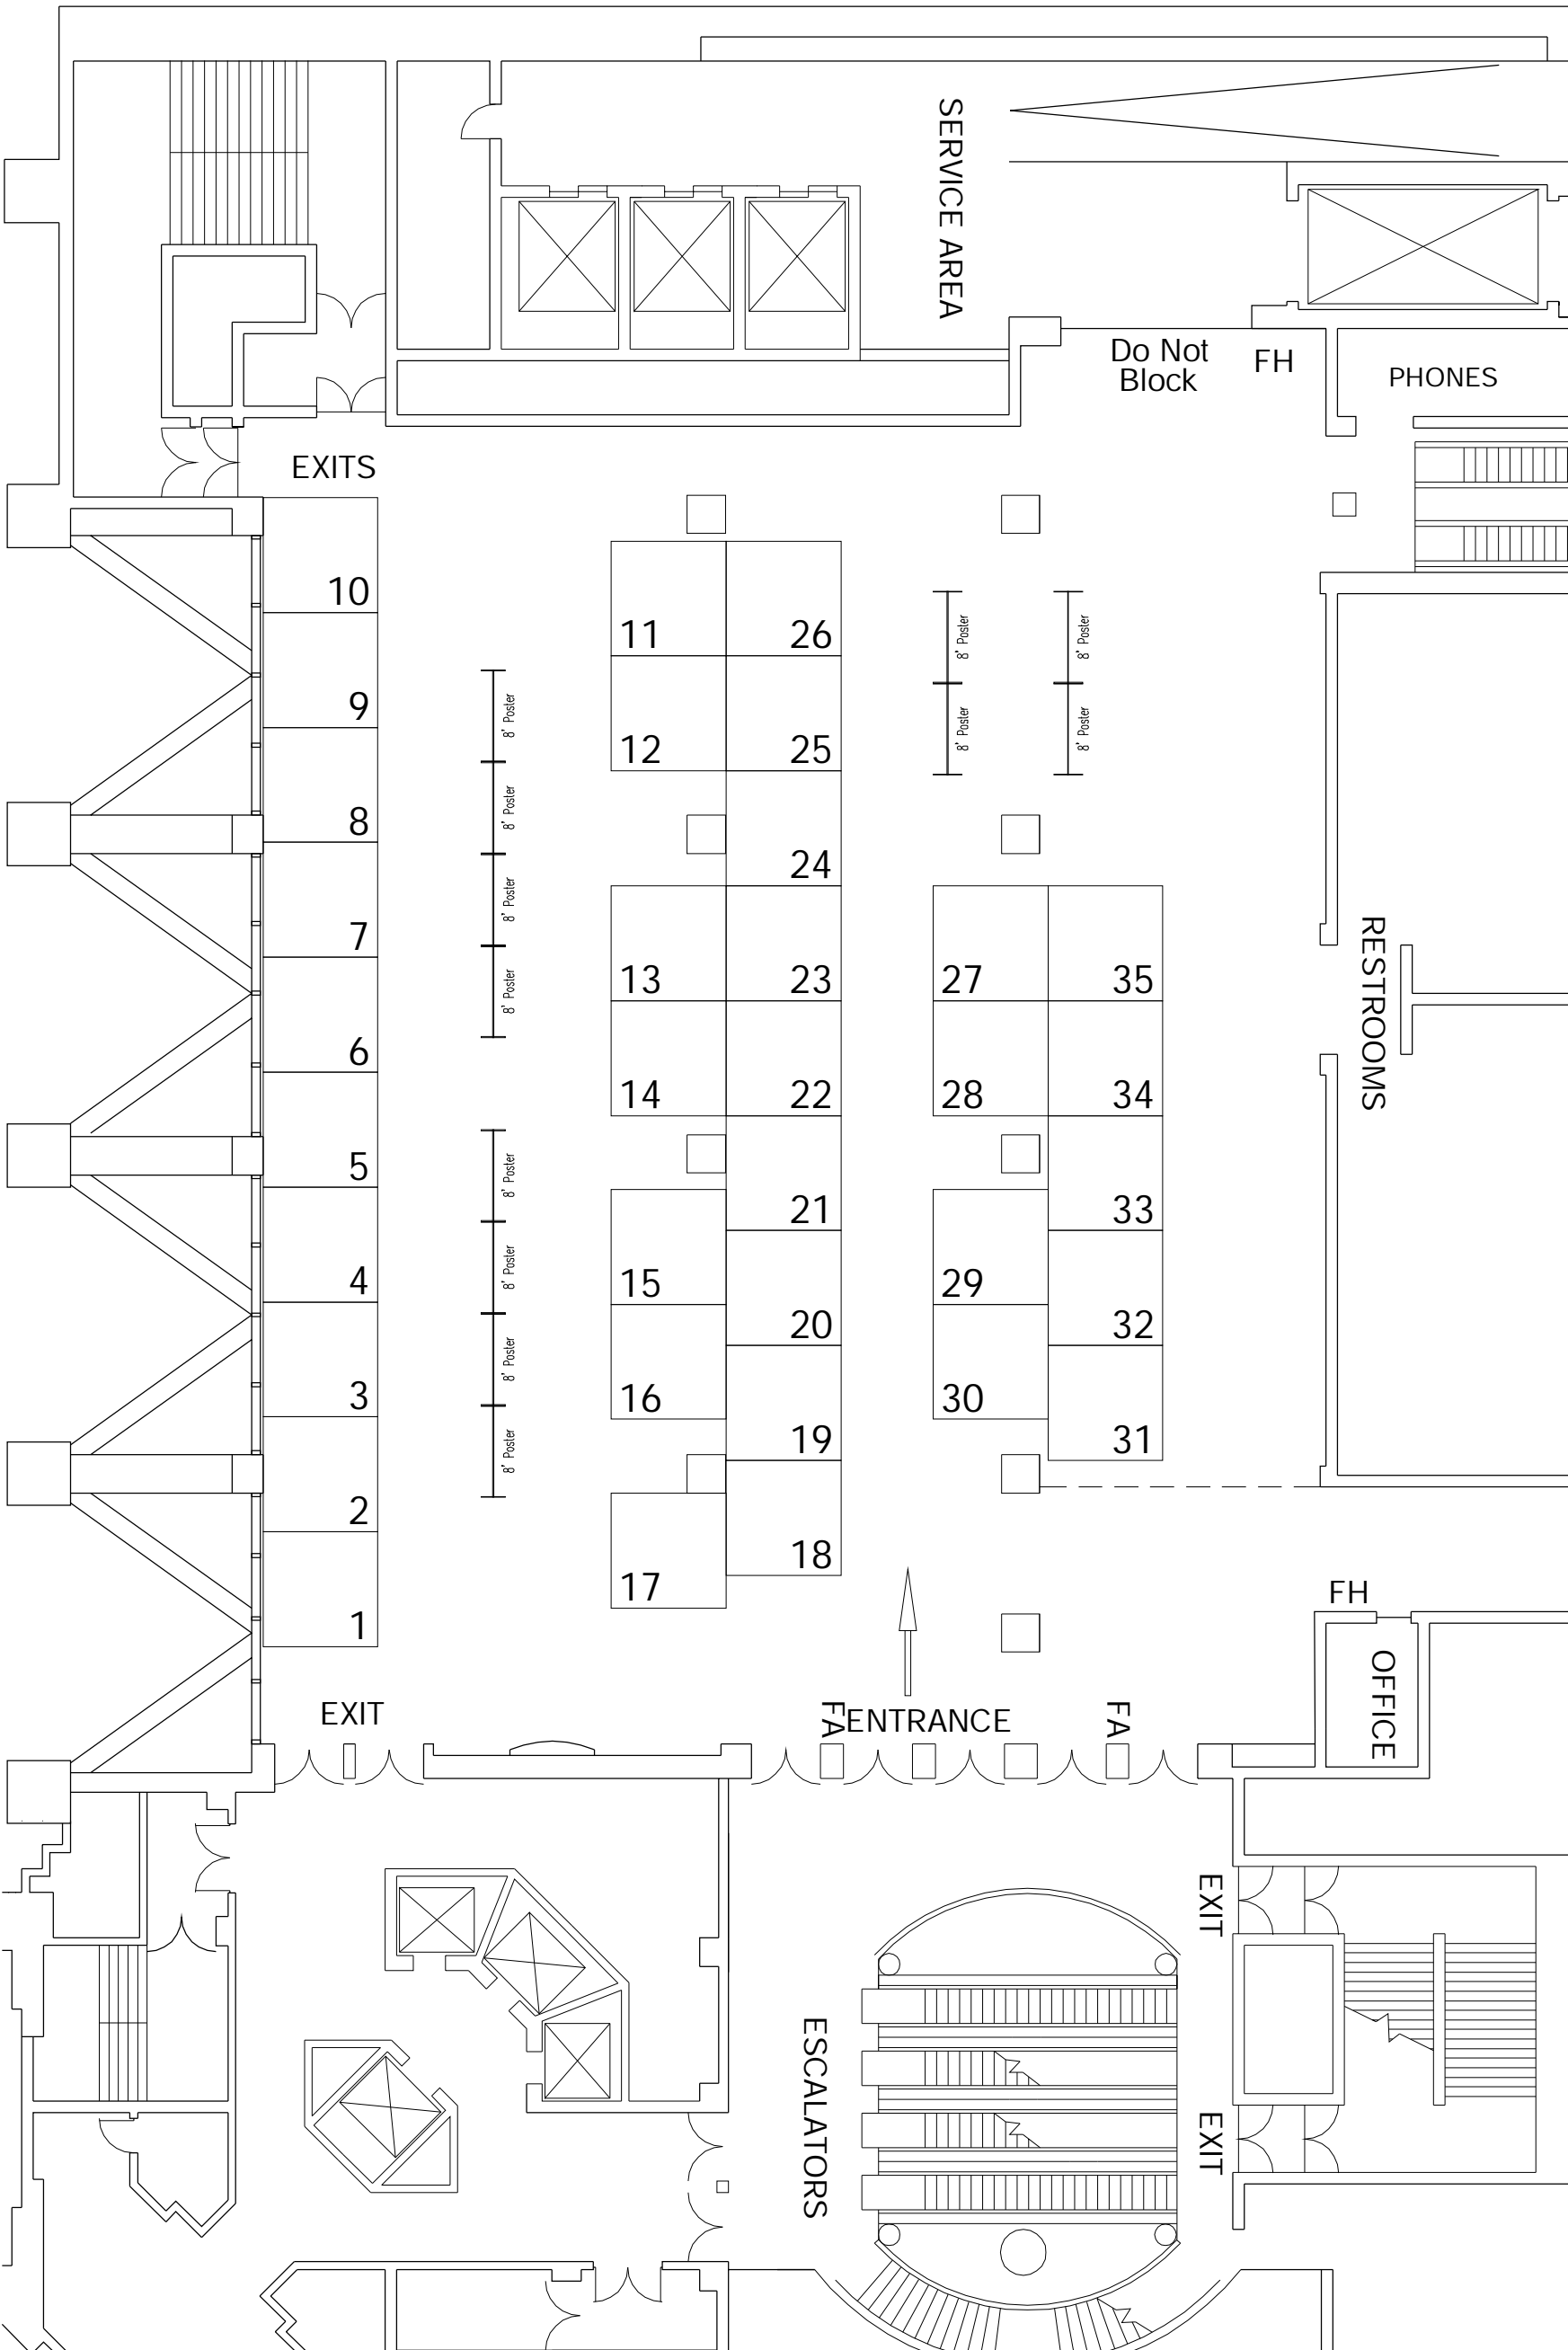 SERVICE AREA
Do Not
Block
FH
PHONES
EXITS
10
11
26
8' Poster
8' Poster
9
12
25
8' Poster
8' Poster
8' Poster
8
24
8' Poster
7
13
23
27
35
8' Poster
RESTROOMS
6
14
22
28
34
8' Poster
5
21
33
8' Poster
4
15
20
29
32
8' Poster
3
16
19
30
31
8' Poster
8' Poster
2
18
17
1
FH
OFFICE
EXIT
FA
ENTRANCE
FA
EXIT
ESCALATORS
EXIT